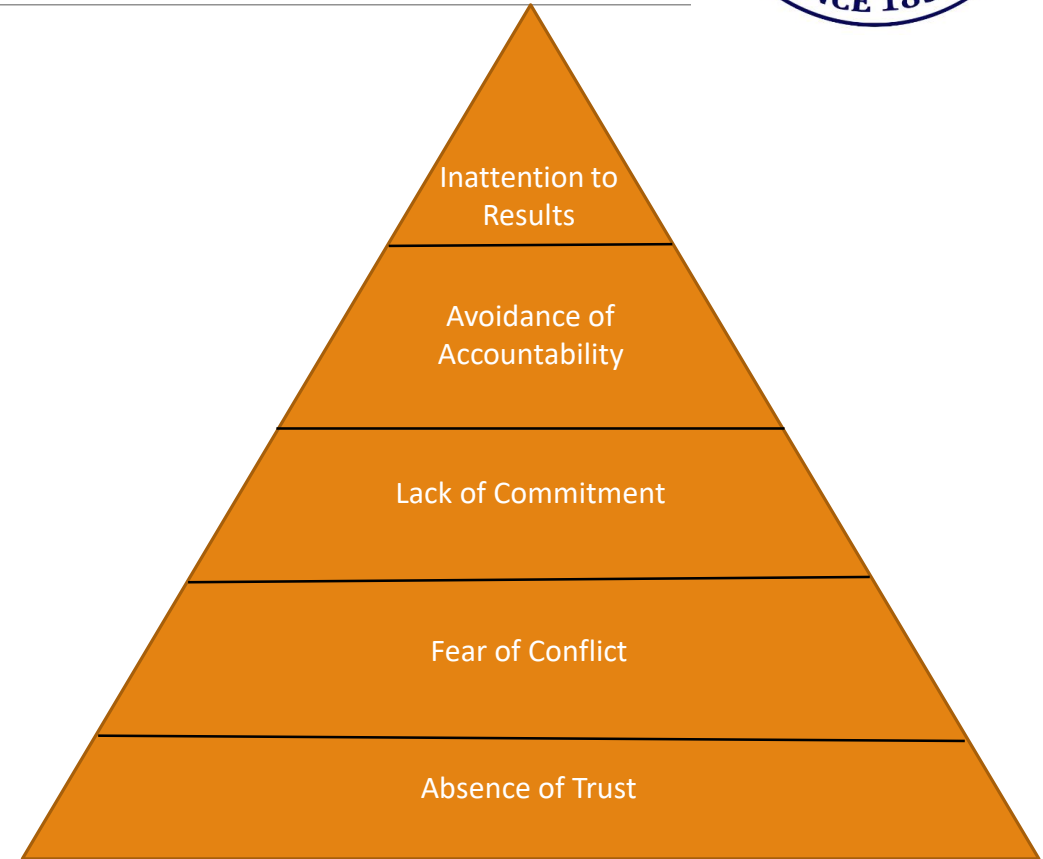 Inattention to
Results
Avoidance of
Accountability
Lack of Commitment
Fear of Conflict
Absence of Trust